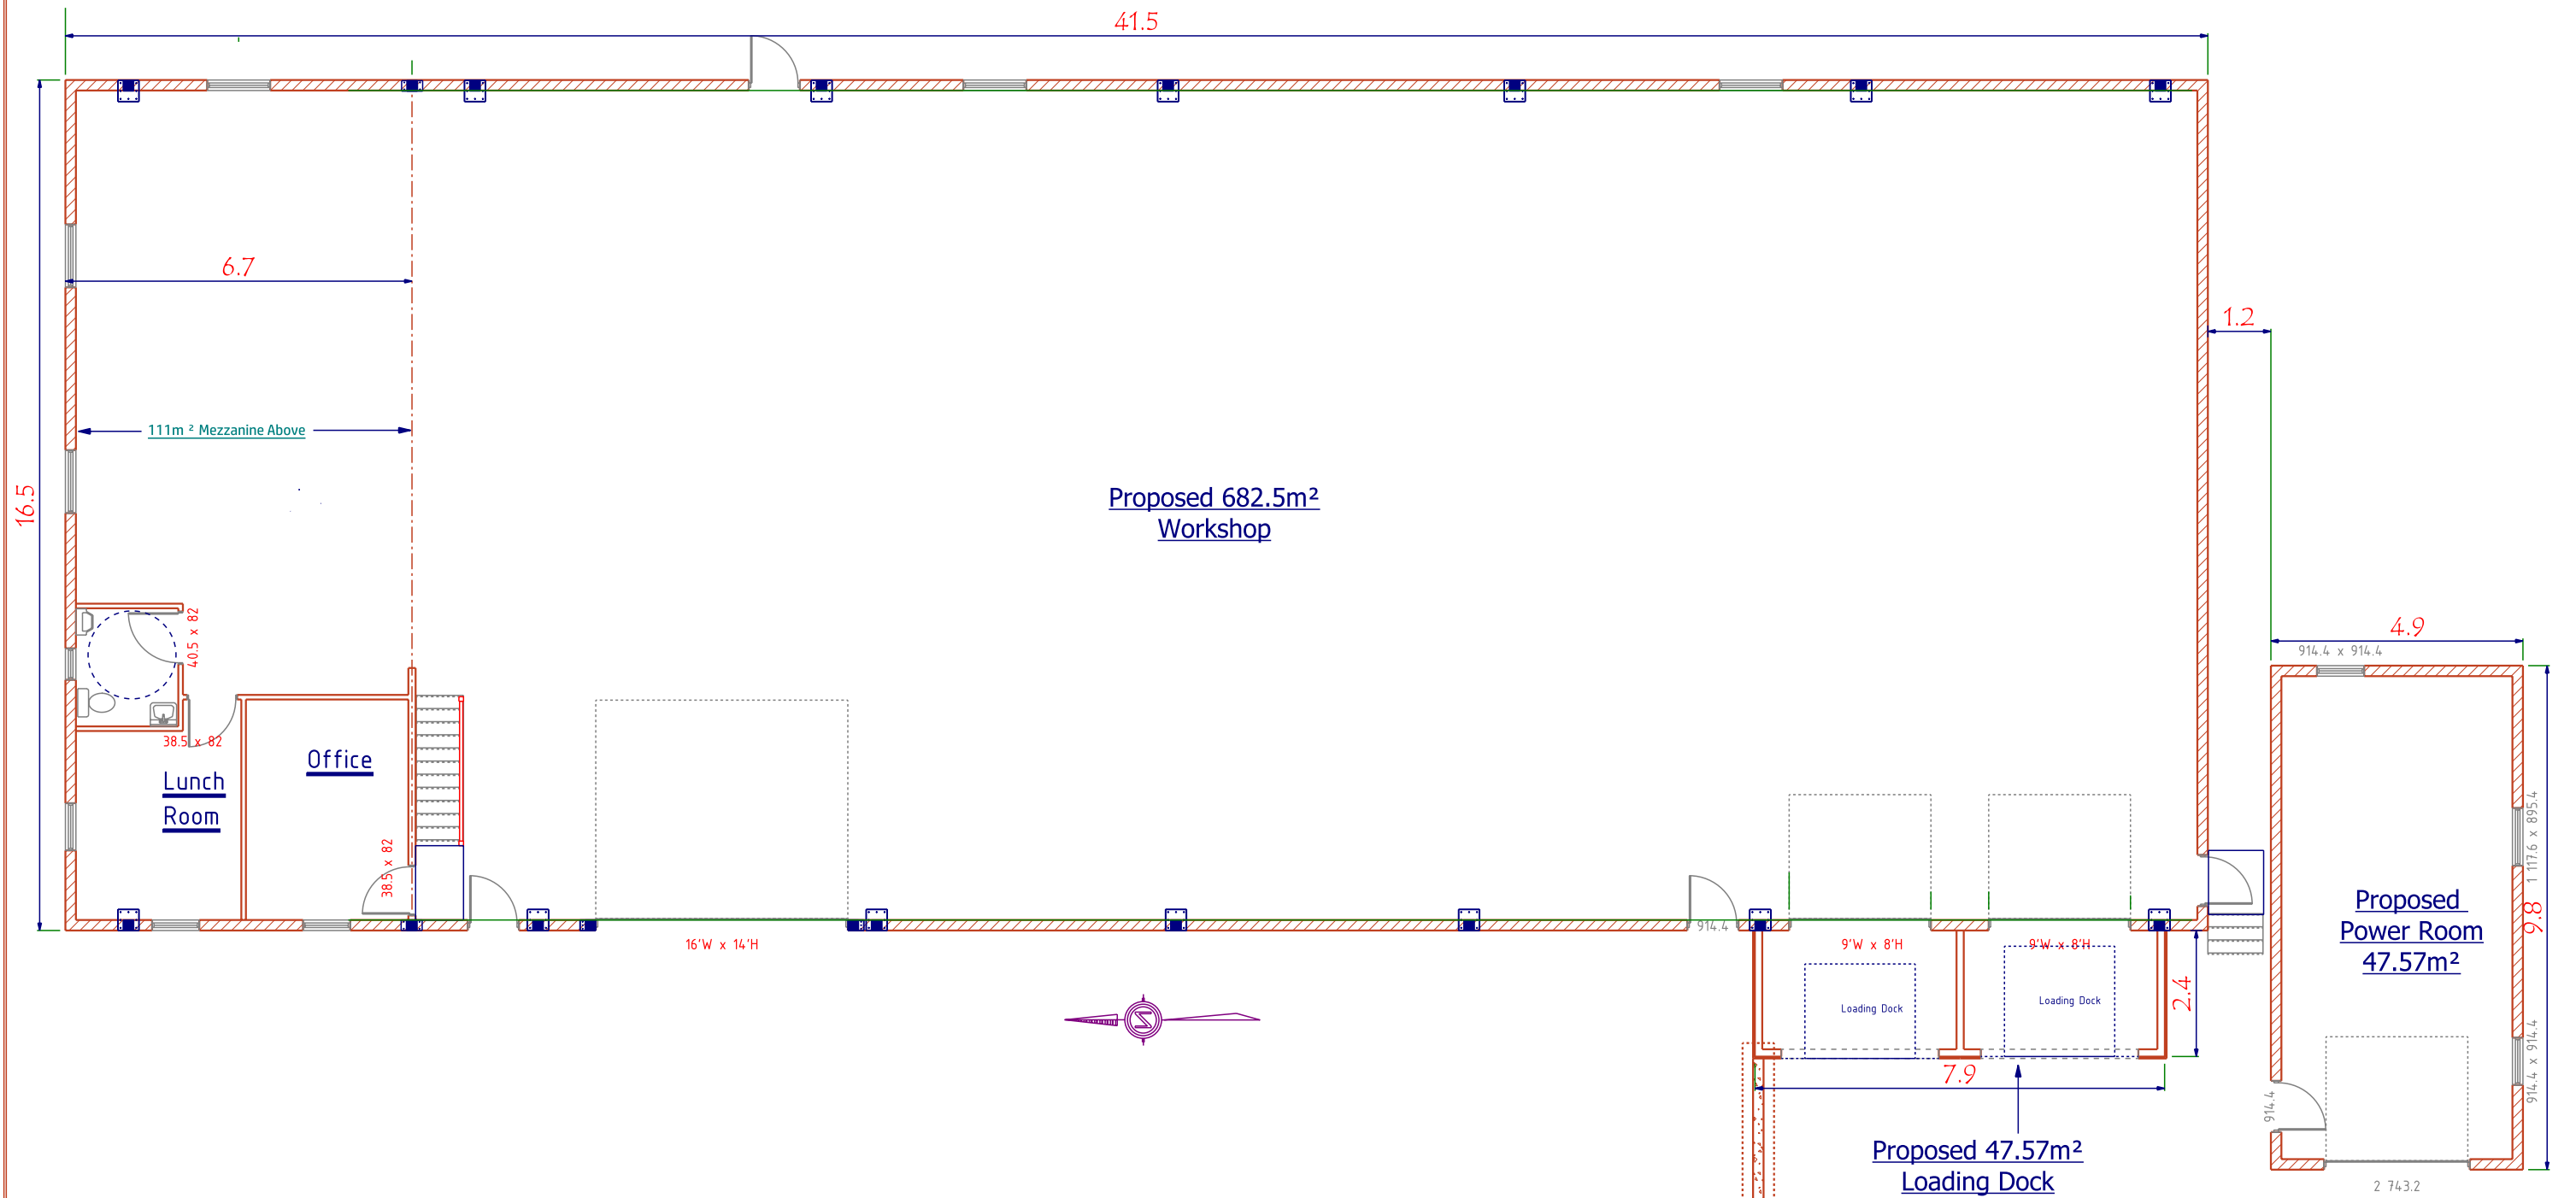 41.5
6.7
1.2
111m ² Mezzanine Above
16.5
Proposed 682.5m²
Workshop
4.9
914.4 x 914.4
40.5 x 82
38.5 x 82
Office
Lunch
Room
38.5 x 82
1 117.6 x 895.4
Proposed
Power Room
47.57m²
9.8
914.4
16'W x 14'H
9'W x 8'H
9'W x 8'H
2.4
Loading Dock
Loading Dock
7.9
914.4 x 914.4
914.4
Proposed 47.57m²
Loading Dock
2 743.2